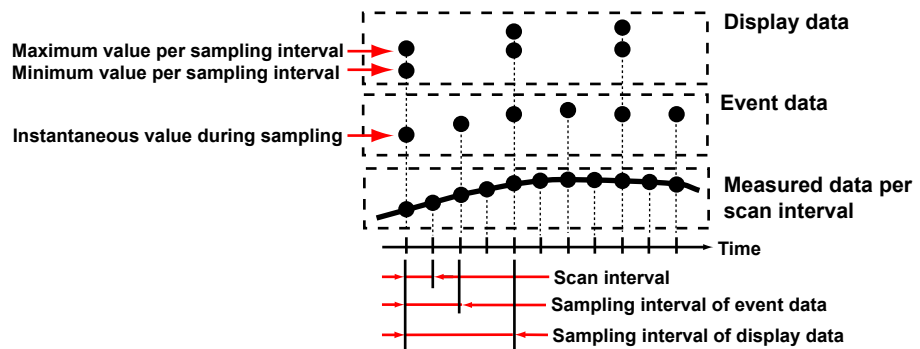 Display data
Maximum value per sampling interval
Minimum value per sampling interval
Event data
Instantaneous value during sampling
Measured data per
scan interval
Time
Scan interval
Sampling interval of event data
Sampling interval of display data